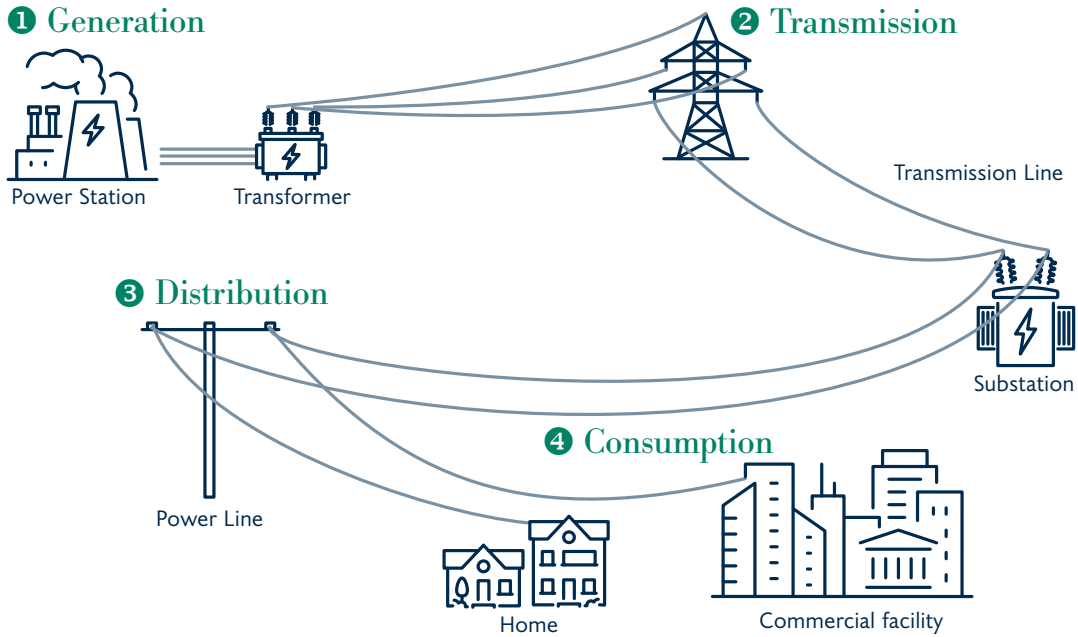 ❶ Generation
❷ Transmission
Power Station
Transformer
Transmission Line
❸ Distribution
Substation
❹ Consumption
Power Line
Home
Commercial facility